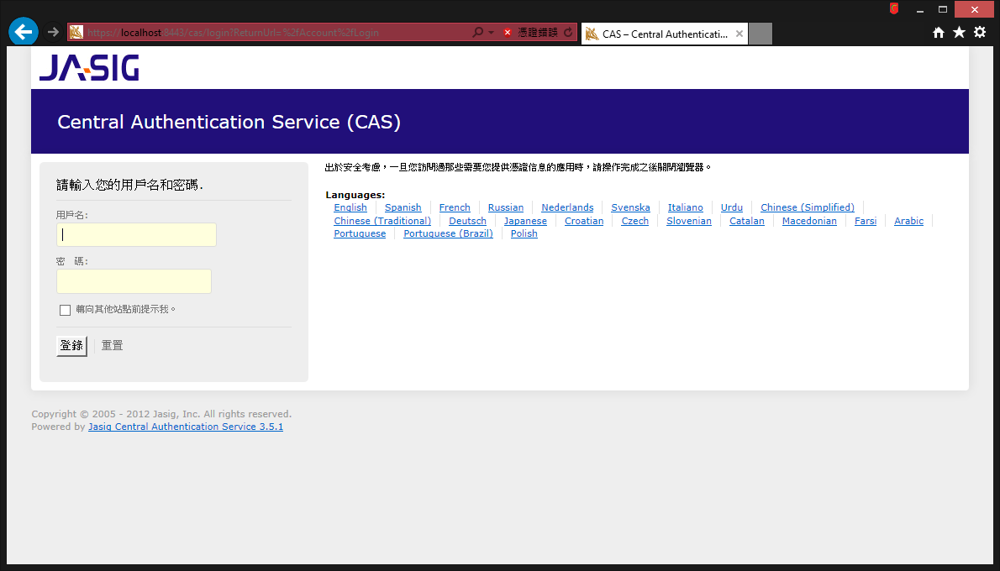 https://localhost:8443/cas/login?ReturnUrl=%2fAccount%2fLogin
憑證錯誤
CAS – Central Authenticati...
JA-SIG
Central Authentication Service (CAS)
請輸入您的用戶名和密碼.
用戶名:
密 碼:
轉向其他站點前提示我。
登錄 重置
出於安全考慮，一旦您訪問過那些需要您提供憑證信息的應用時，請操作完成之後關閉瀏覽器。
Languages:
English Spanish French Russian Nederlands Svenska Italiano Urdu Chinese (Simplified)
Chinese (Traditional) Deutsch Japanese Croatian Czech Slovenian Catalan Macedonian Farsi Arabic
Portuguese Portuguese (Brazil) Polish
Copyright © 2005 - 2012 Jasig, Inc. All rights reserved.
Powered by Jasig Central Authentication Service 3.5.1